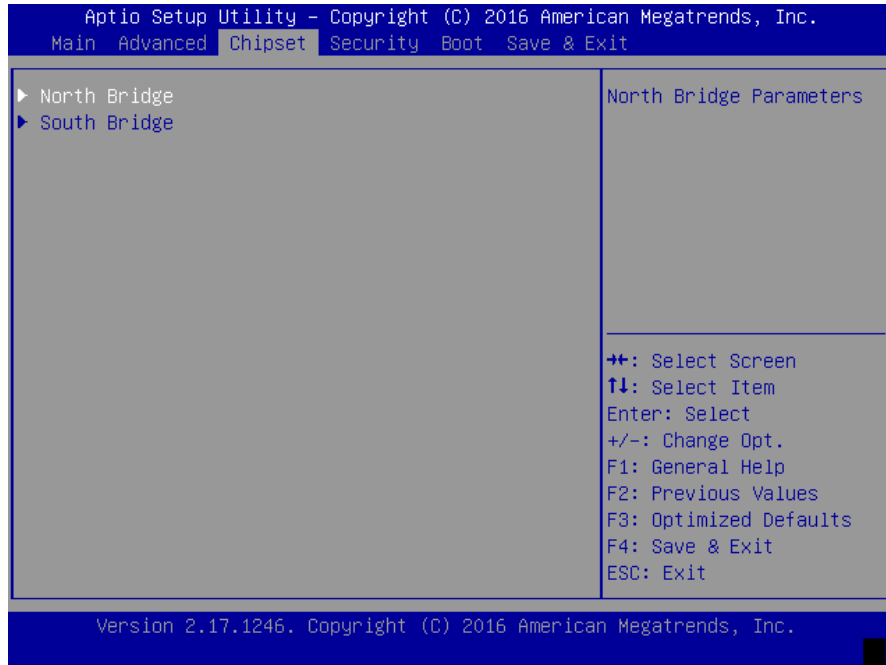 Aptio Setup Utility – Copyright (C) 2016 American Megatrends, Inc.
Main Advanced Chipset Security Boot Save & Exit
▶ North Bridge
▶ South Bridge
North Bridge Parameters
→←: Select Screen
↑↓: Select Item
Enter: Select
+/-: Change Opt.
F1: General Help
F2: Previous Values
F3: Optimized Defaults
F4: Save & Exit
ESC: Exit
Version 2.17.1246. Copyright (C) 2016 American Megatrends, Inc.